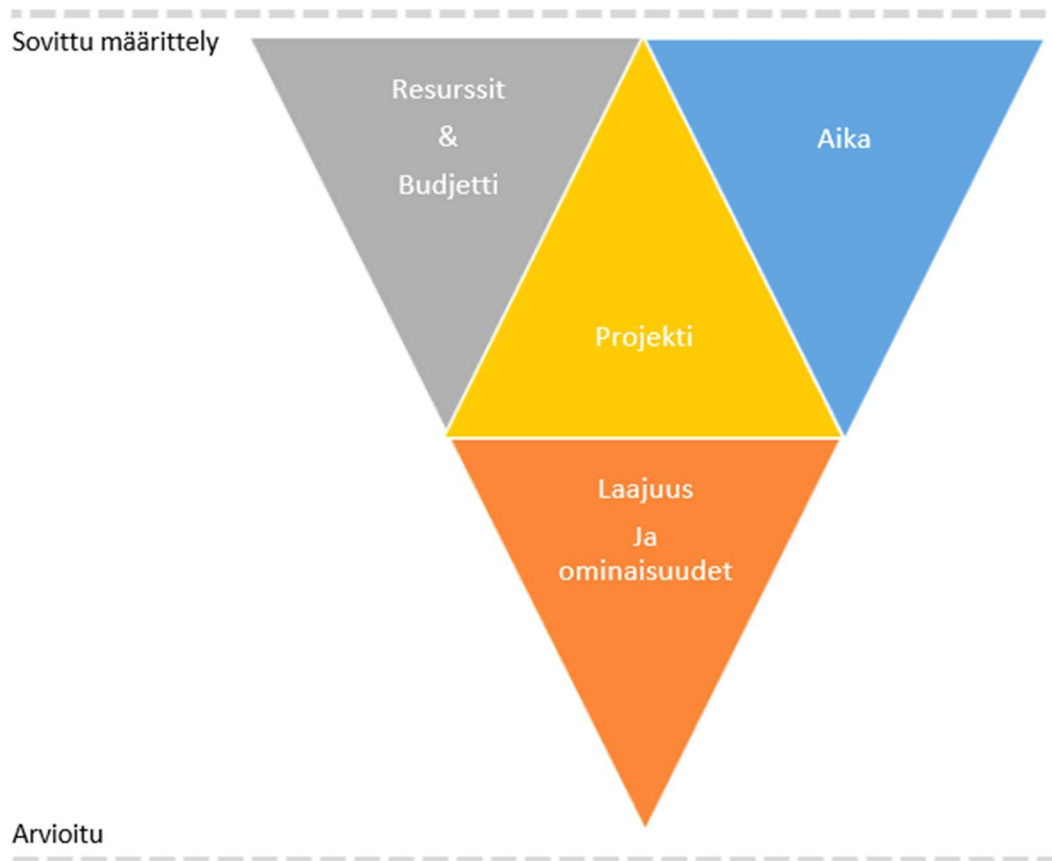 Sovittu määrittely
Resurssit
&
Budjetti
Aika
Projekti
Laajuus
Ja
ominaisuudet
Arvioitu